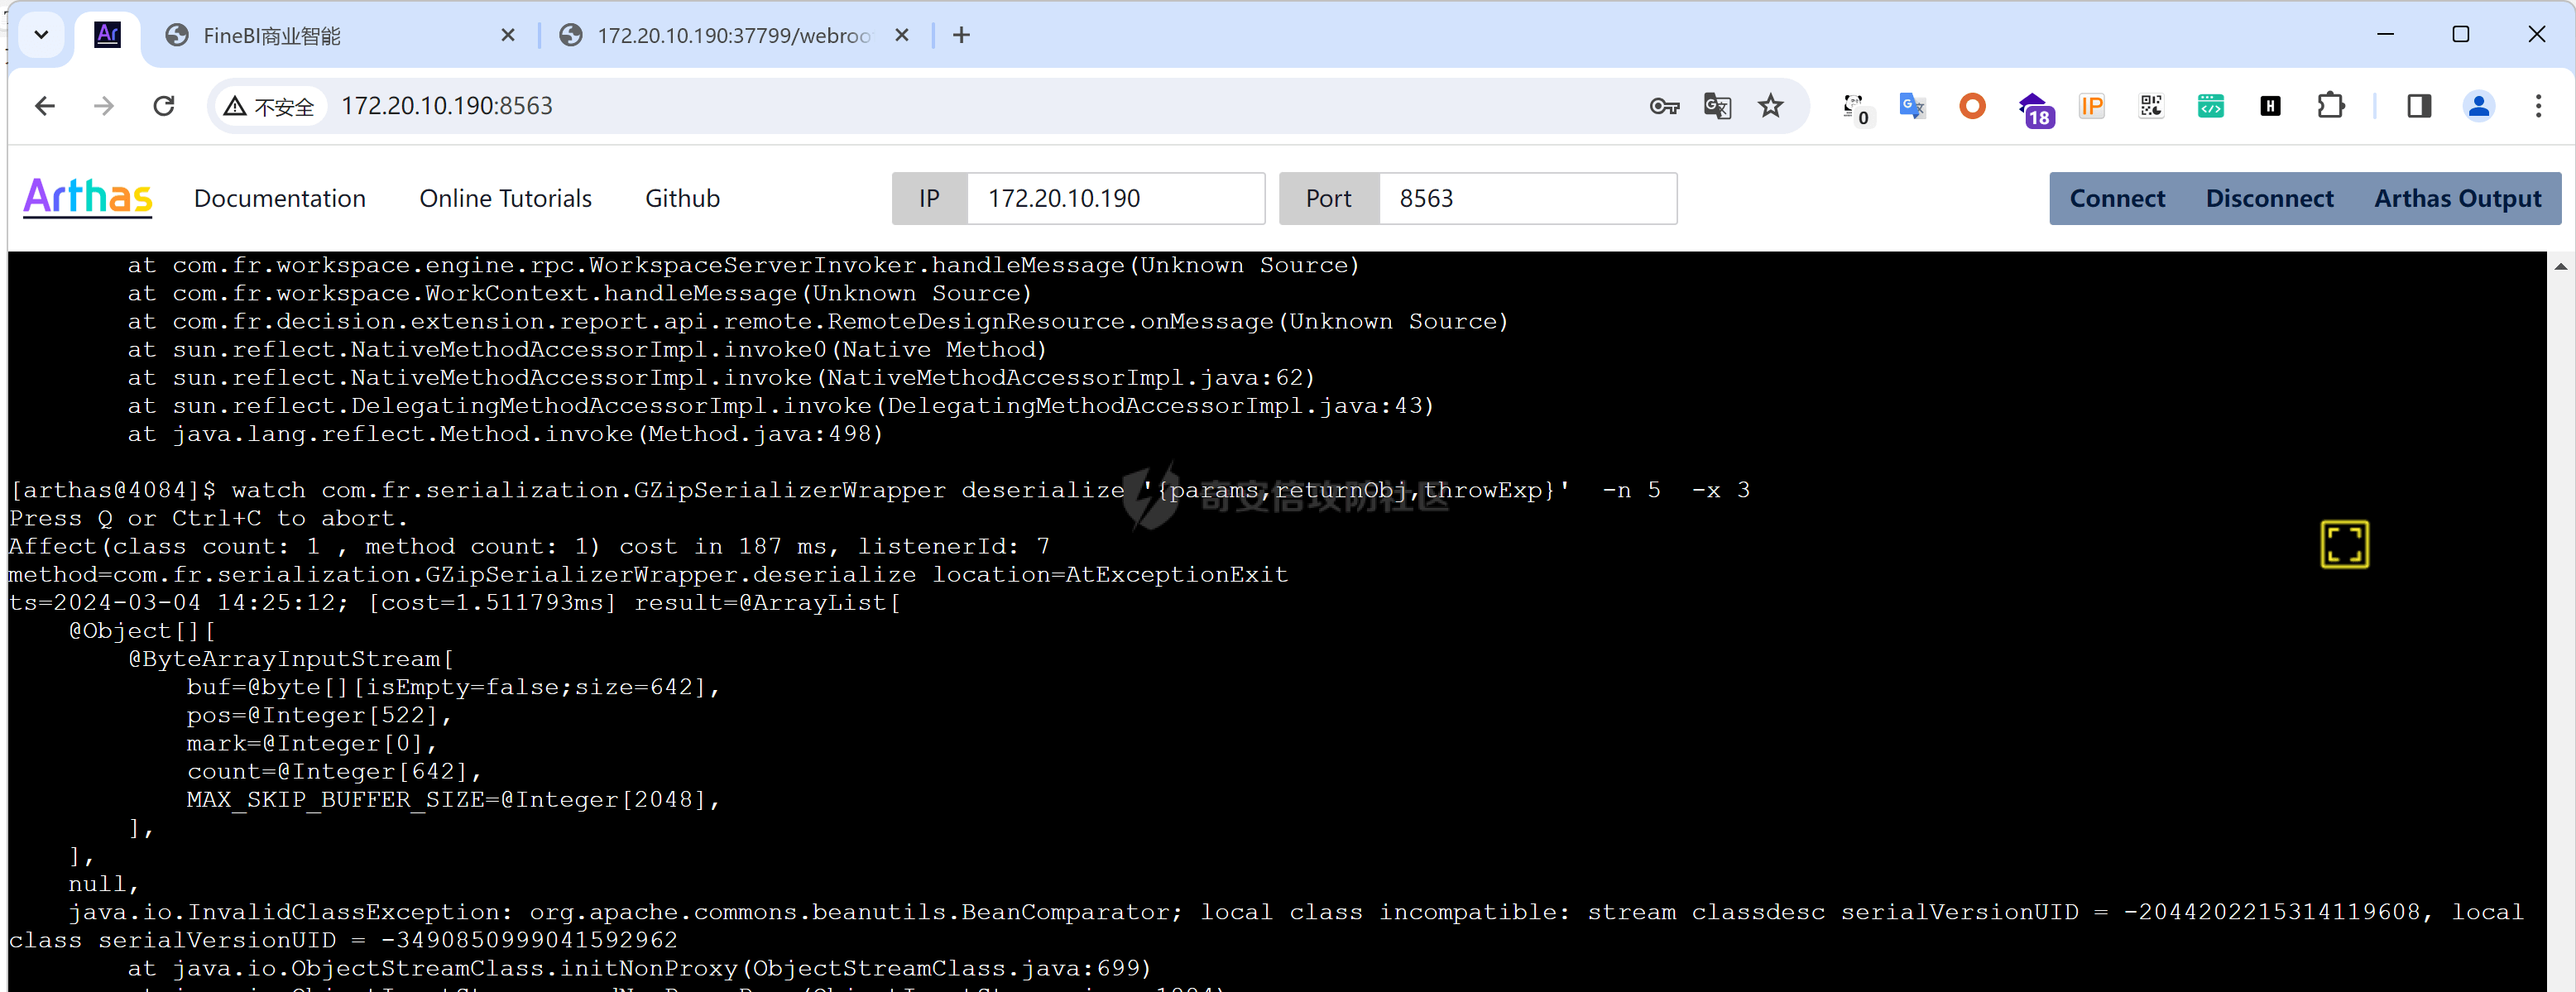 Ar FineBI商业智能 172.20.10.190:37799/webroo
不安全 172.20.10.190:8563 0 18 IP H
Arthas Documentation Online Tutorials Github IP 172.20.10.190 Port 8563 Connect Disconnect Arthas Output
at com.fr.workspace.engine.rpc.WorkspaceServerInvoker.handleMessage(Unknown Source)
at com.fr.workspace.WorkContext.handleMessage(Unknown Source)
at com.fr.decision.extension.report.api.remote.RemoteDesignResource.onMessage(Unknown Source)
at sun.reflect.NativeMethodAccessorImpl.invoke0(Native Method)
at sun.reflect.NativeMethodAccessorImpl.invoke(NativeMethodAccessorImpl.java:62)
at sun.reflect.DelegatingMethodAccessorImpl.invoke(DelegatingMethodAccessorImpl.java:43)
at java.lang.reflect.Method.invoke(Method.java:498)
[arthas@4084]$ watch com.fr.serialization.GZipSerializerWrapper deserialize '{params,returnObj,throwExp}'  -n 5  -x 3
奇安信攻防社区
Press Q or Ctrl+C to abort.
Affect(class count: 1 , method count: 1) cost in 187 ms, listenerId: 7
method=com.fr.serialization.GZipSerializerWrapper.deserialize location=AtExceptionExit
ts=2024-03-04 14:25:12; [cost=1.511793ms] result=@ArrayList[
@Object[][
@ByteArrayInputStream[
buf=@byte[][isEmpty=false;size=642],
pos=@Integer[522],
mark=@Integer[0],
count=@Integer[642],
MAX_SKIP_BUFFER_SIZE=@Integer[2048],
],
],
null,
java.io.InvalidClassException: org.apache.commons.beanutils.BeanComparator; local class incompatible: stream classdesc serialVersionUID = -2044202215314119608, local
class serialVersionUID = -3490850999041592962
at java.io.ObjectStreamClass.initNonProxy(ObjectStreamClass.java:699)